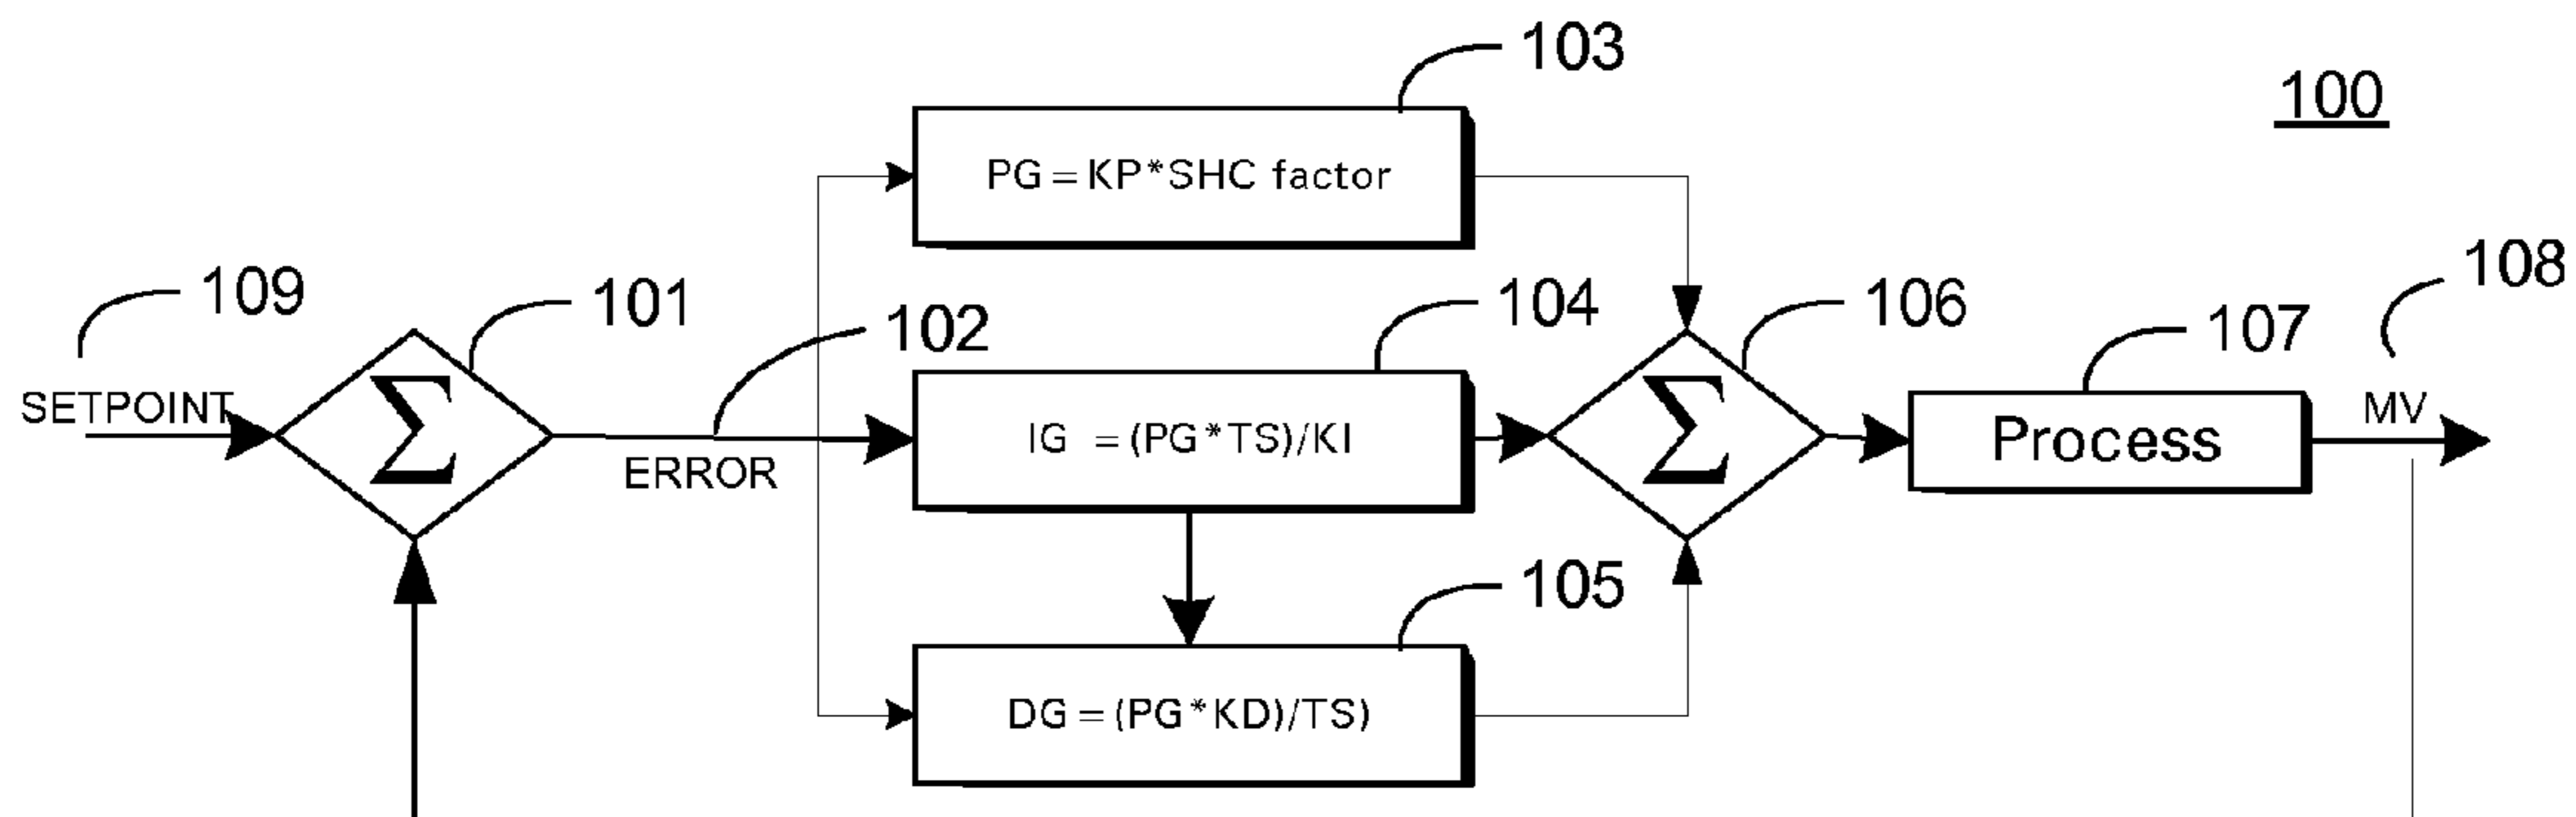 103
100
PG=KP*SHC factor
109
101
102
104
106
107
108
SETPOINT
Σ
ERROR
IG =(PG*TS)/KI
Σ
Process
MV
105
DG=(PG*KD)/TS)